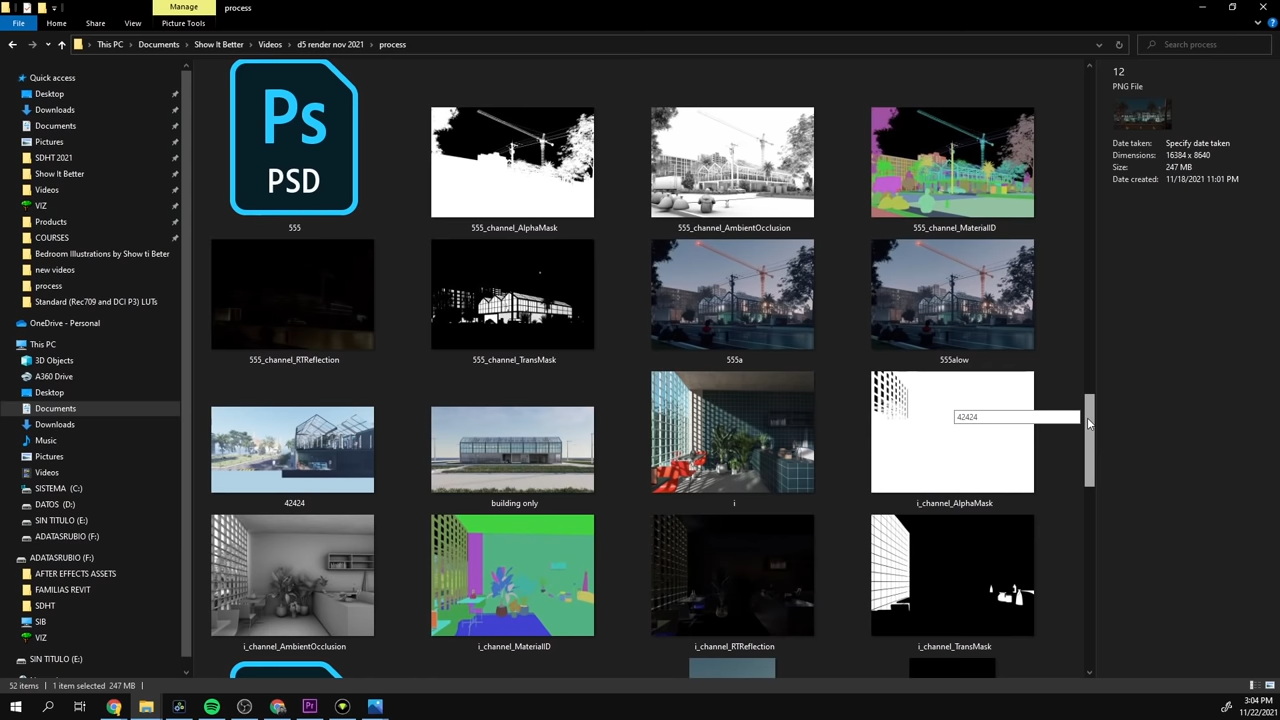 Manage
process
File
Home
Share
View
Picture Tools
This PC
Documents
Show It Better
Videos
d5 render nov 2021
process
Search process
Quick access
Desktop
Downloads
Documents
Pictures
SDHT 2021
Show It Better
Videos
VIZ
Products
COURSES
Bedroom Illustrations by Show ti Beter
new videos
process
Standard (Rec709 and DCI P3) LUTs
OneDrive - Personal
This PC
3D Objects
A360 Drive
Desktop
Documents
Downloads
Music
Pictures
Videos
SISTEMA (C:)
DATOS (D:)
SIN TITULO (E:)
ADATASRUBIO (F:)
ADATASRUBIO (F:)
AFTER EFFECTS ASSETS
FAMILIAS REVIT
SDHT
SIB
VIZ
SIN TITULO (E:)
Ps
PSD
555
555_channel_AlphaMask
555_channel_AmbientOcclusion
555_channel_MaterialID
555_channel_RTReflection
555_channel_TransMask
555a
555alow
42424
42424
building only
i
i_channel_AlphaMask
i_channel_AmbientOcclusion
i_channel_MaterialID
i_channel_RTReflection
i_channel_TransMask
12
PNG File
Date taken: Specify date taken
Dimensions: 16384 x 8640
Size: 247 MB
Date created: 11/18/2021 11:01 PM
52 items
1 item selected 247 MB
Pr
3:04 PM
11/22/2021